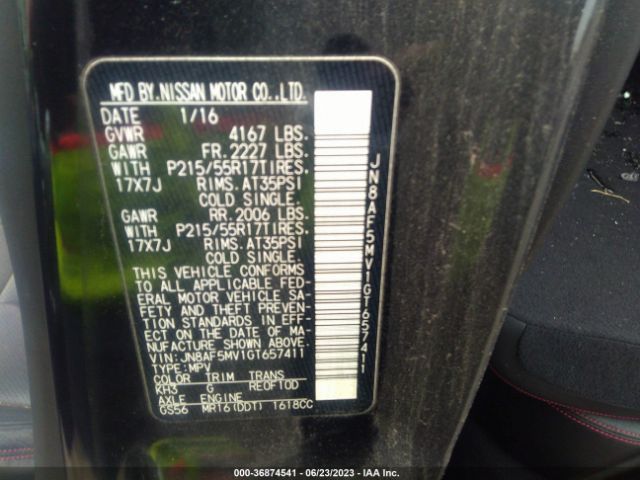 MFD BY.NISSAN MOTOR CO.,LTD.
DATE 1/16
GVWR 4167 LBS.
GAWR FR. 2227 LBS.
WITH P215/55R17TIRES.
17X7J RIMS. AT35PSI
COLD SINGLE.
GAWR RR. 2006 LBS.
WITH P215/55R17TIRES.
17X7J RIMS. AT35PSI
COLD SINGLE.
THIS VEHICLE CONFORMS
TO ALL APPLICABLE FED-
ERAL MOTOR VEHICLE SA-
FETY AND THEFT PREVEN-
TION STANDARDS IN EFF-
ECT ON THE DATE OF MA-
NUFACTURE SHOWN ABOVE.
VIN: JN8AF5MV1GT657411
TYPE: MPV
COLOR TRIM TRANS
KH3 G RE0F10D
AXLE ENGINE
GS56 MR16(DDT) 1618CC
JN8AF5MV1GT657411
000-36874541 - 06/23/2023 - IAA Inc.